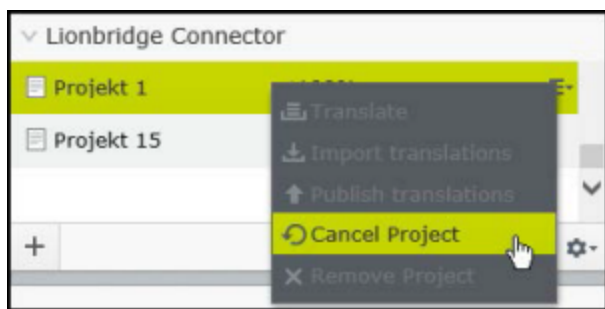 Lionbridge Connector
Projekt 1
Translate
Projekt 15
Import translations
Publish translations
Cancel Project
Remove Project